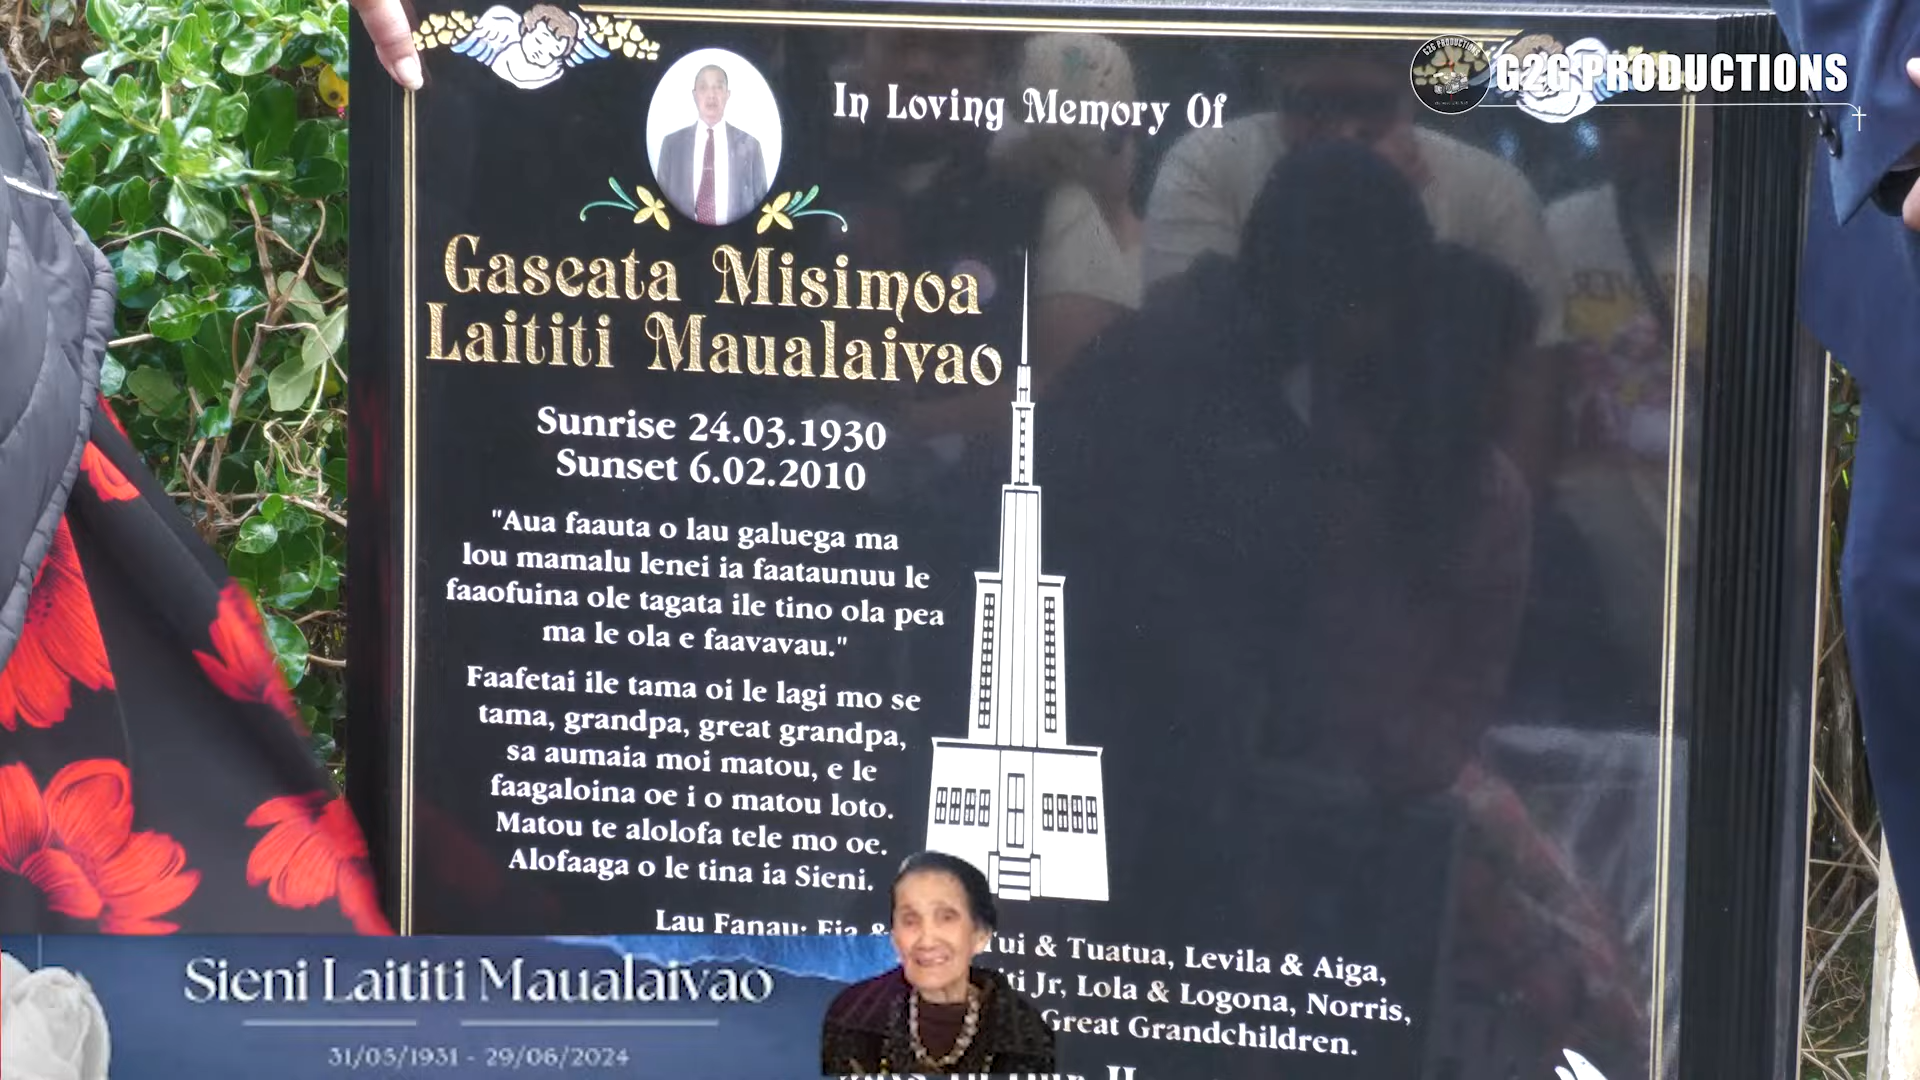 G2G PRODUCTIONS
In Loving Memory Of
Gaseata Misimoa
Laititi Maualaivao
Sunrise 24.03.1930
Sunset 6.02.2010
"Aua faauta o lau galuega ma
lou mamalu lenei ia faataunuu le
faaofuina ole tagata ile tino ola pea
ma le ola e faavavau."
Faafetai ile tama oi le lagi mo se
tama, grandpa, great grandpa,
sa aumaia moi matou, e le
faagaloina oe i o matou loto.
Matou te alolofa tele mo oe.
Alofaaga o le tina ia Sieni.
Lau Fanau: & Tui & Tuatua, Levila & Aiga,
Jr, Lola & Logona, Norris,
Great Grandchildren.
Sieni Laititi Maualaivao
31/05/1931 - 29/06/2024